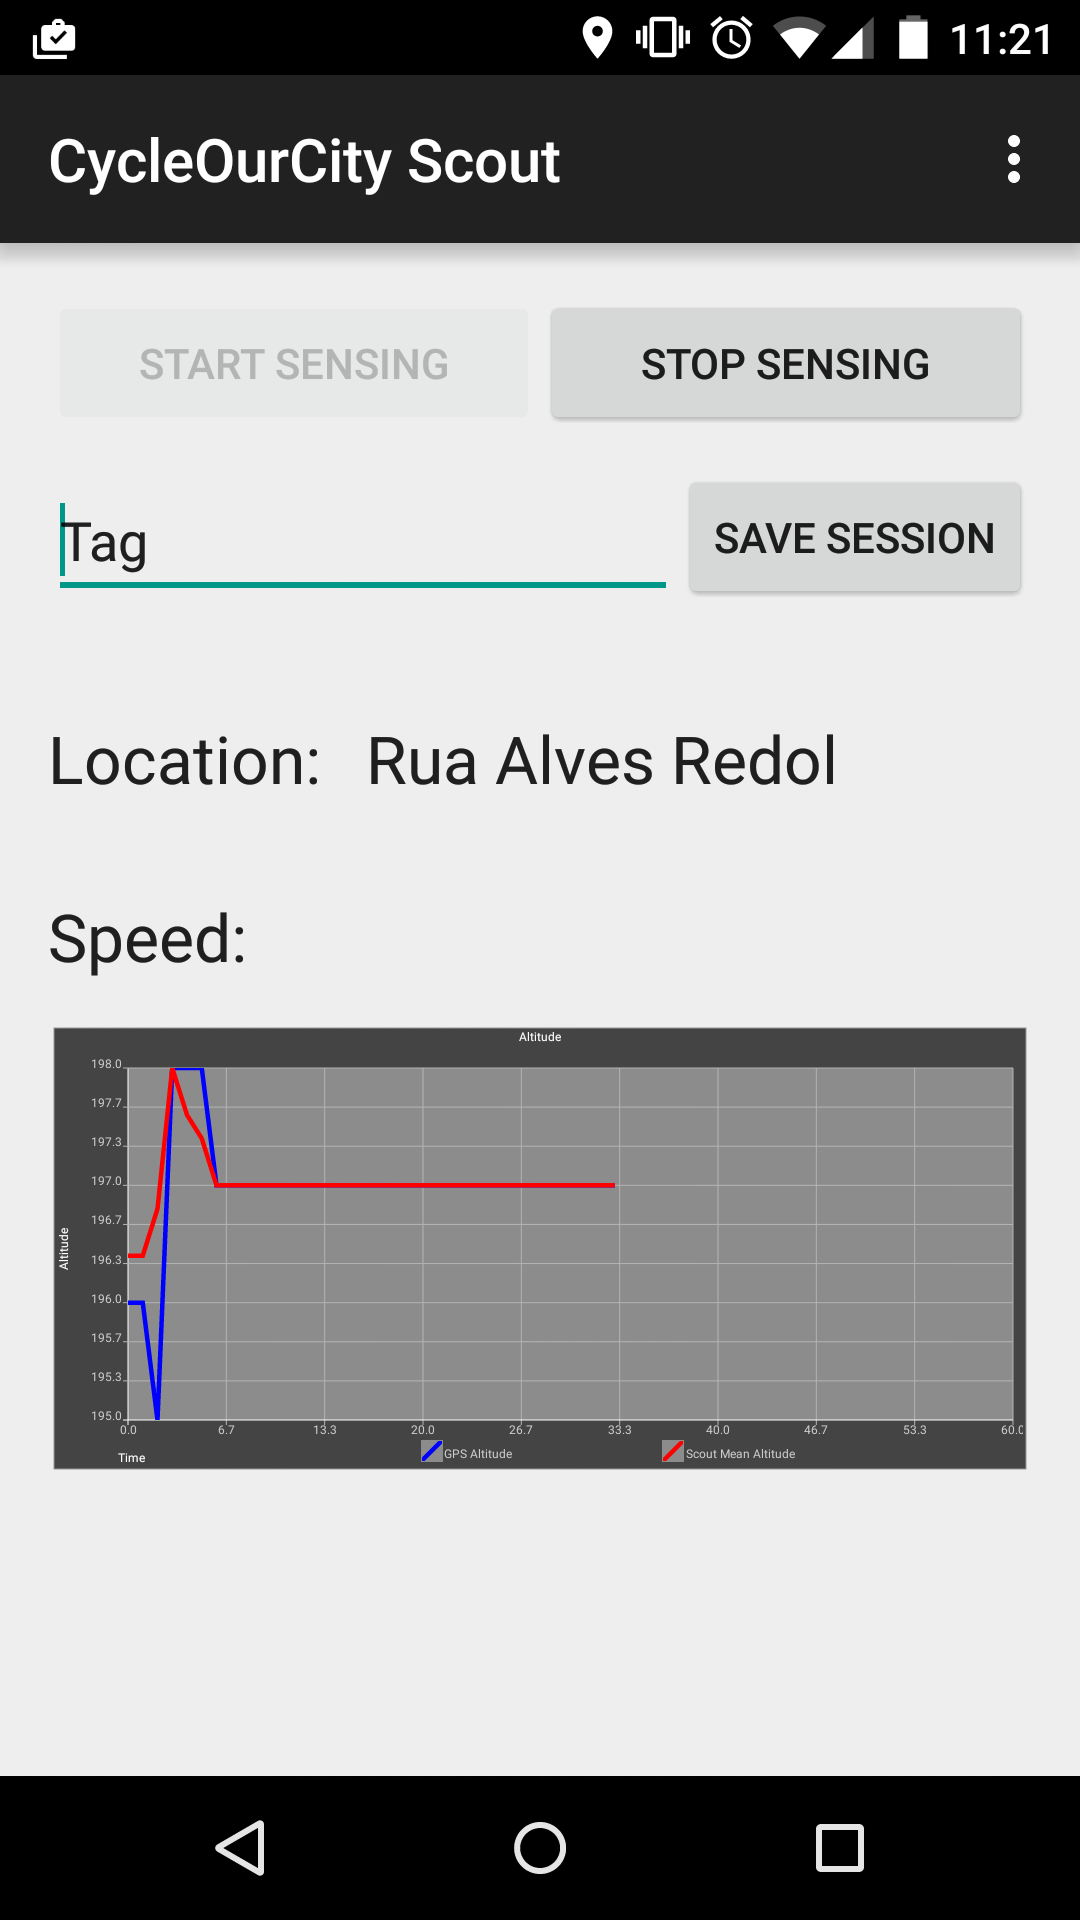 11:21
CycleOurCity Scout
START SENSING STOP SENSING
Tag SAVE SESSION
Location: Rua Alves Redol
Speed:
Altitude
198.0
197.7
197.3
197.0
196.7
196.3
196.0
195.7
195.3
195.0
Altitude
0.0 6.7 13.3 20.0 26.7 33.3 40.0 46.7 53.3 60.0
Time GPS Altitude Scout Mean Altitude